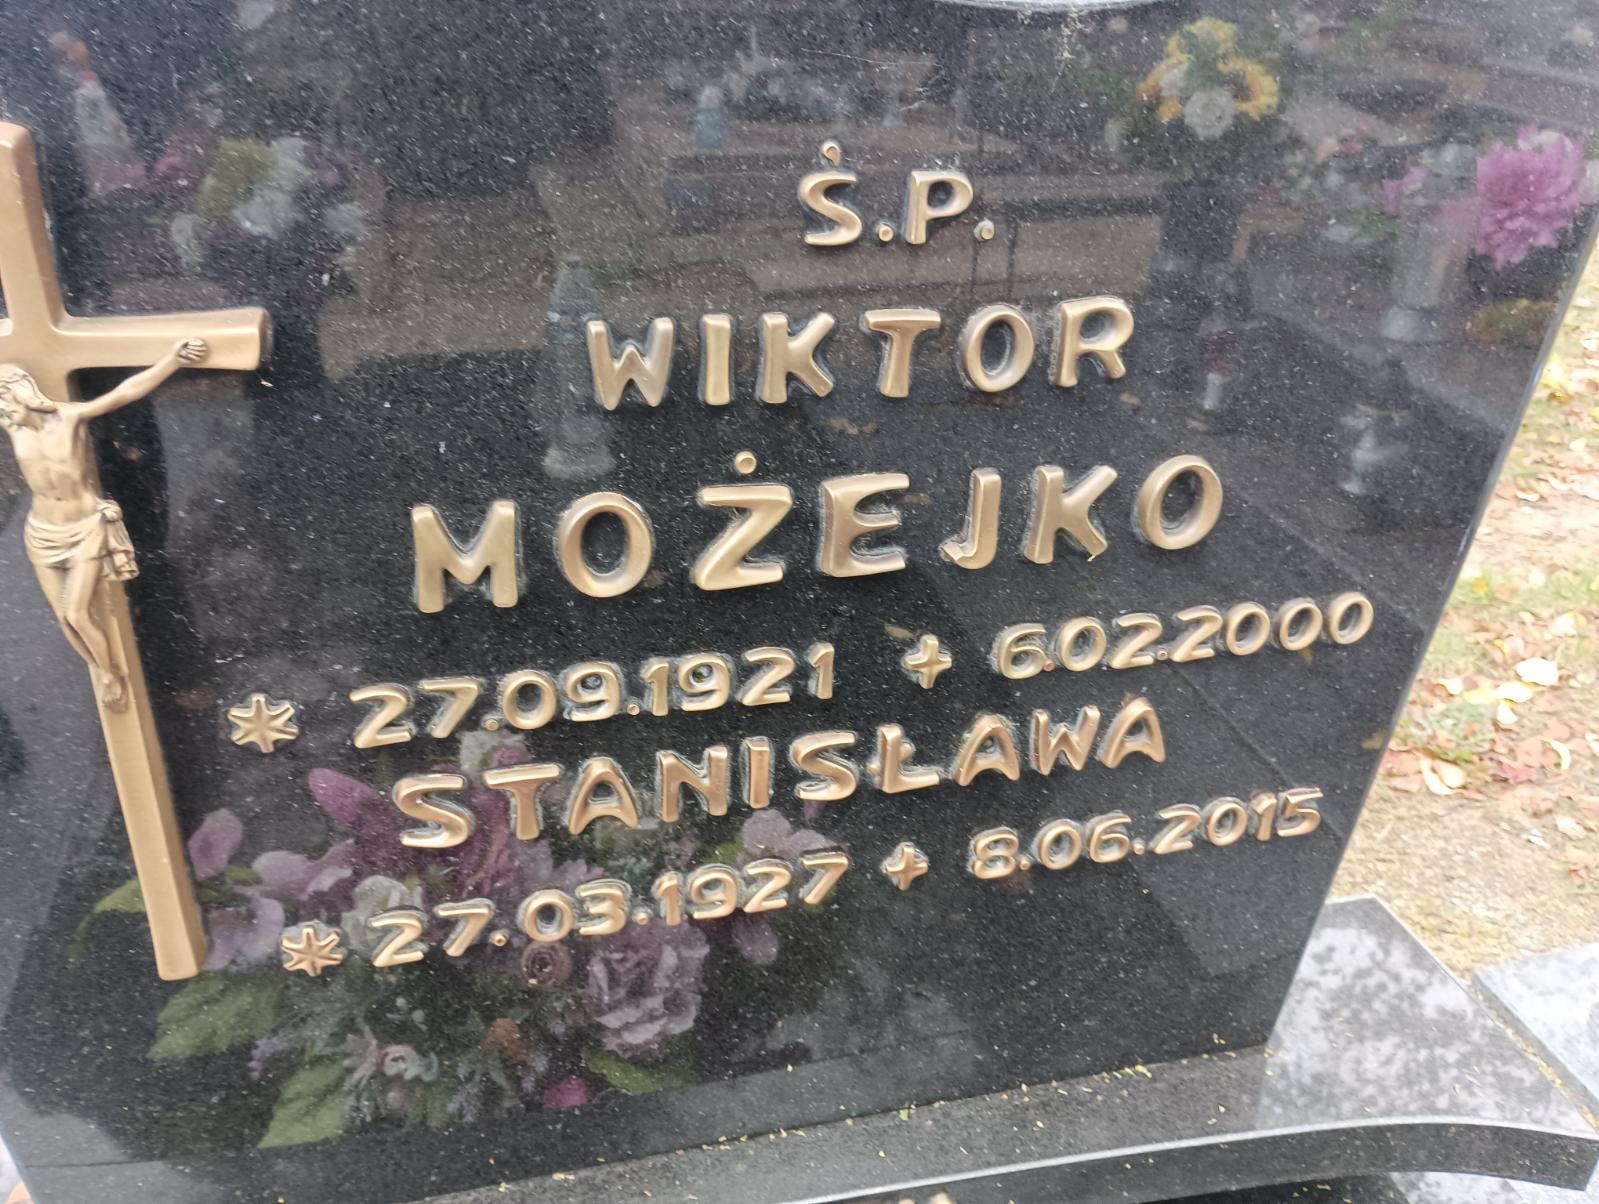 Ś.P.
WIKTOR
MOŻEJKO
* 27.09.1921 + 6.02.2000
STANISŁAWA
* 27.03.1927 + 8.06.2015